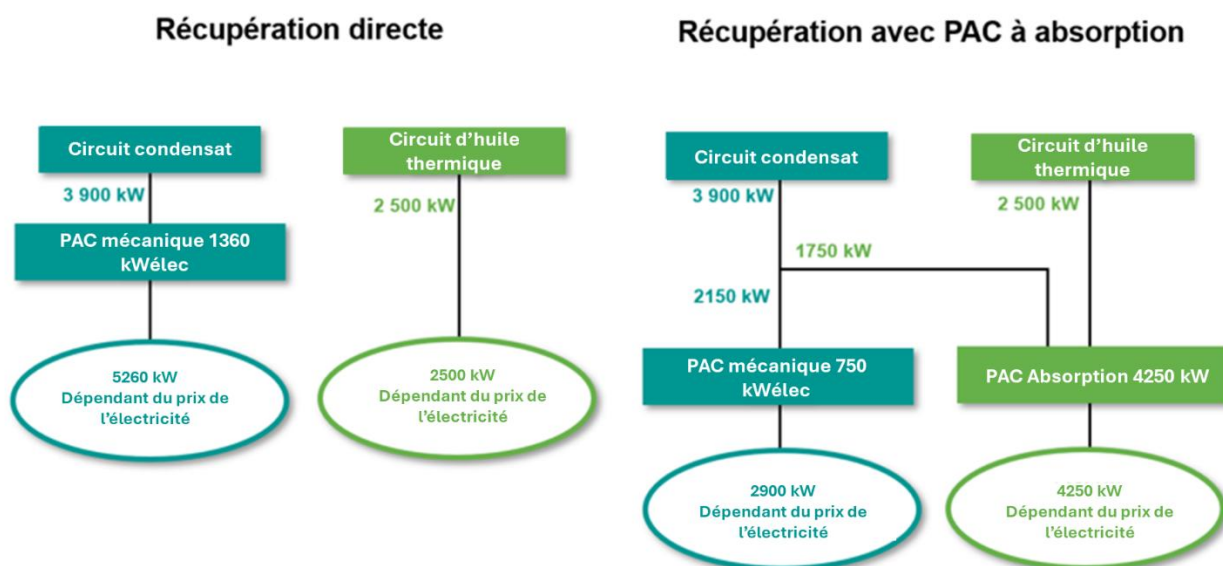 Récupération directe
Circuit condensat
3 900 kW
PAC mécanique 1360
kWélec
5260 kW
Dépendant du prix de
l'électricité
Circuit d'huile
thermique
2 500 kW
2500 kW
Dépendant du prix de
l'électricité
Récupération avec PAC à absorption
Circuit condensat
3 900 kW
1750 kW
2150 kW
PAC mécanique 750
kWélec
2900 kW
Dépendant du prix de
l'électricité
Circuit d'huile
thermique
2 500 kW
PAC Absorption 4250 kW
4250 kW
Dépendant du prix de
l'électricité